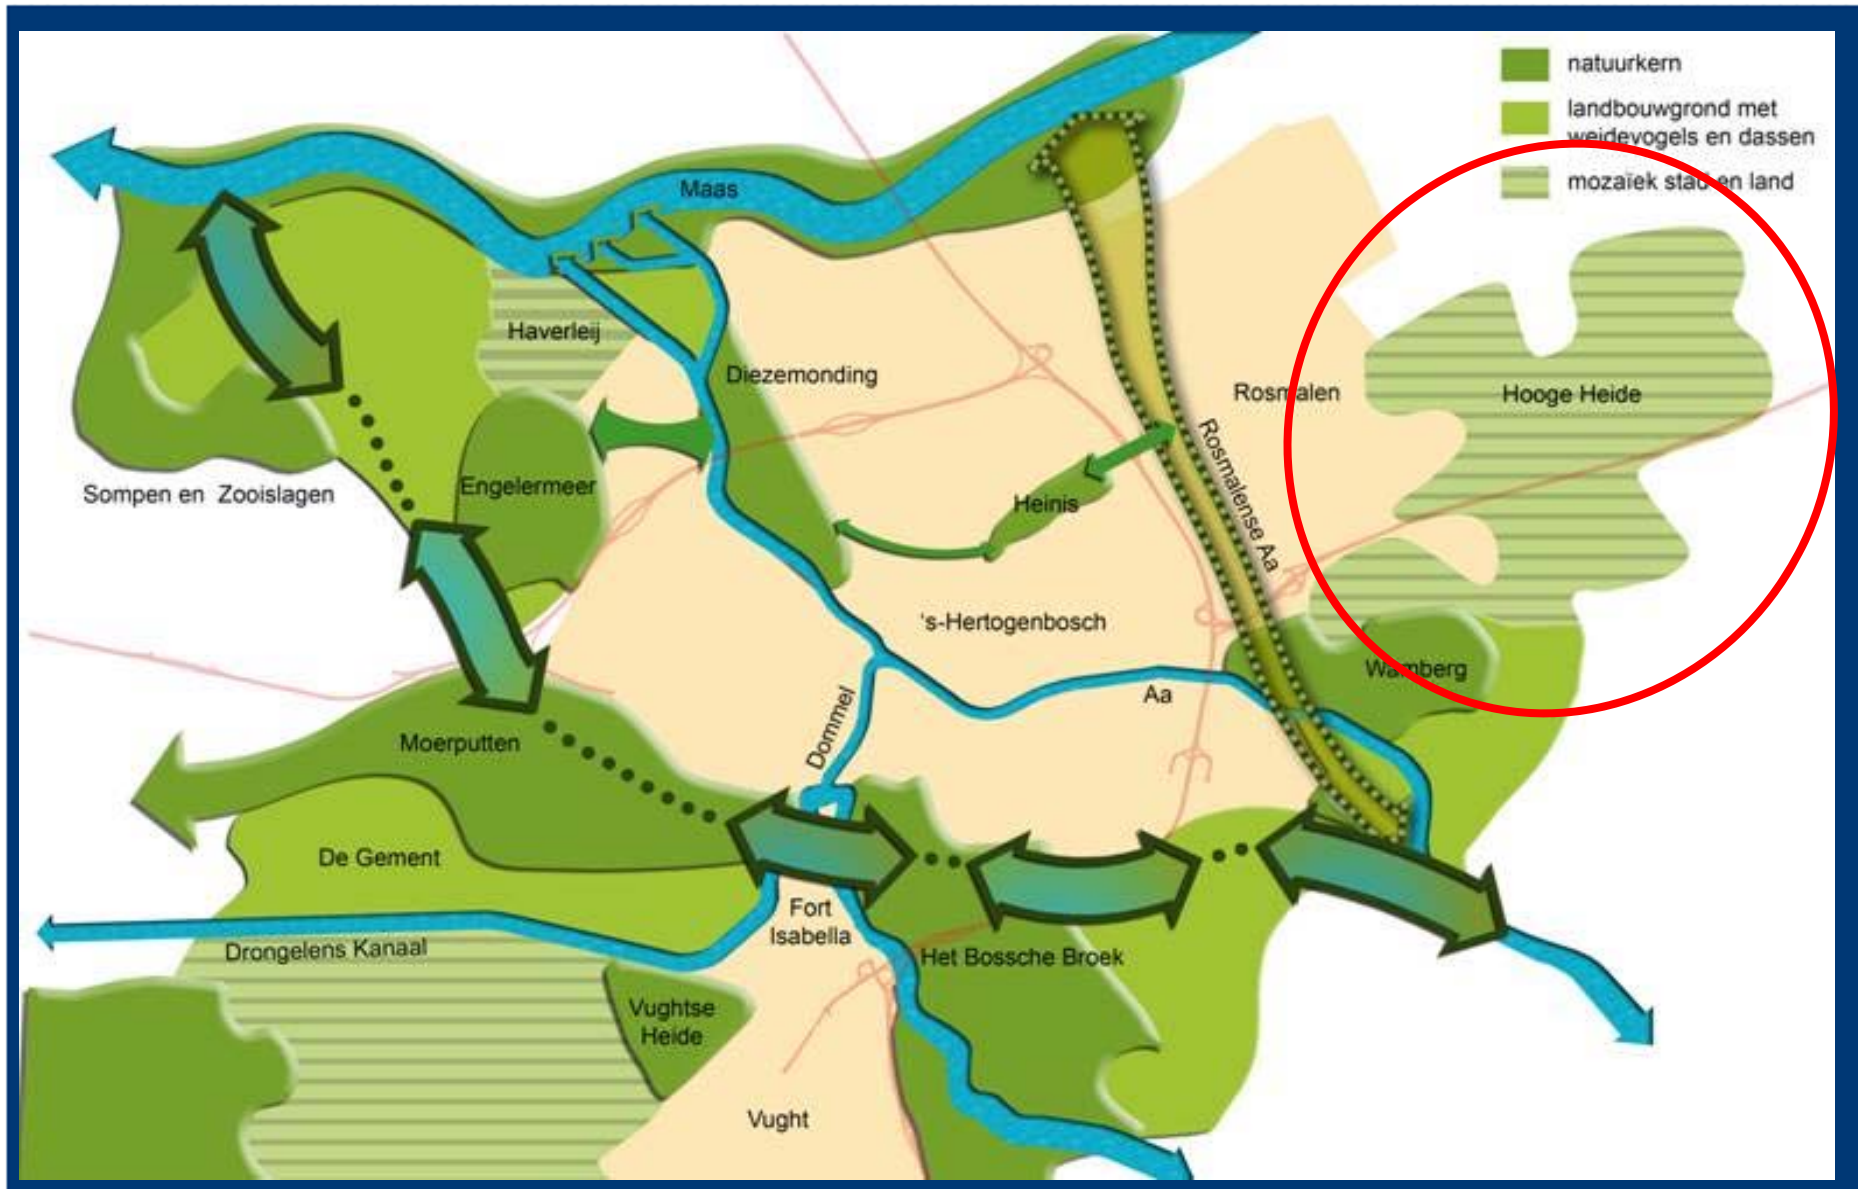 natuurkern
landbouwgrond met
weidevogels en dassen
mozaïek stad en land
Maas
Haverleij
Diezemonding
Rosmalen
Hooge Heide
Sompen en Zooislagen
Engelermeer
Heinis
Rosmalense Aa
's-Hertogenbosch
Wamberg
Aa
Dommel
Moerputten
De Gement
Fort
Isabella
Drongelens Kanaal
Het Bossche Broek
Vughtse
Heide
Vught